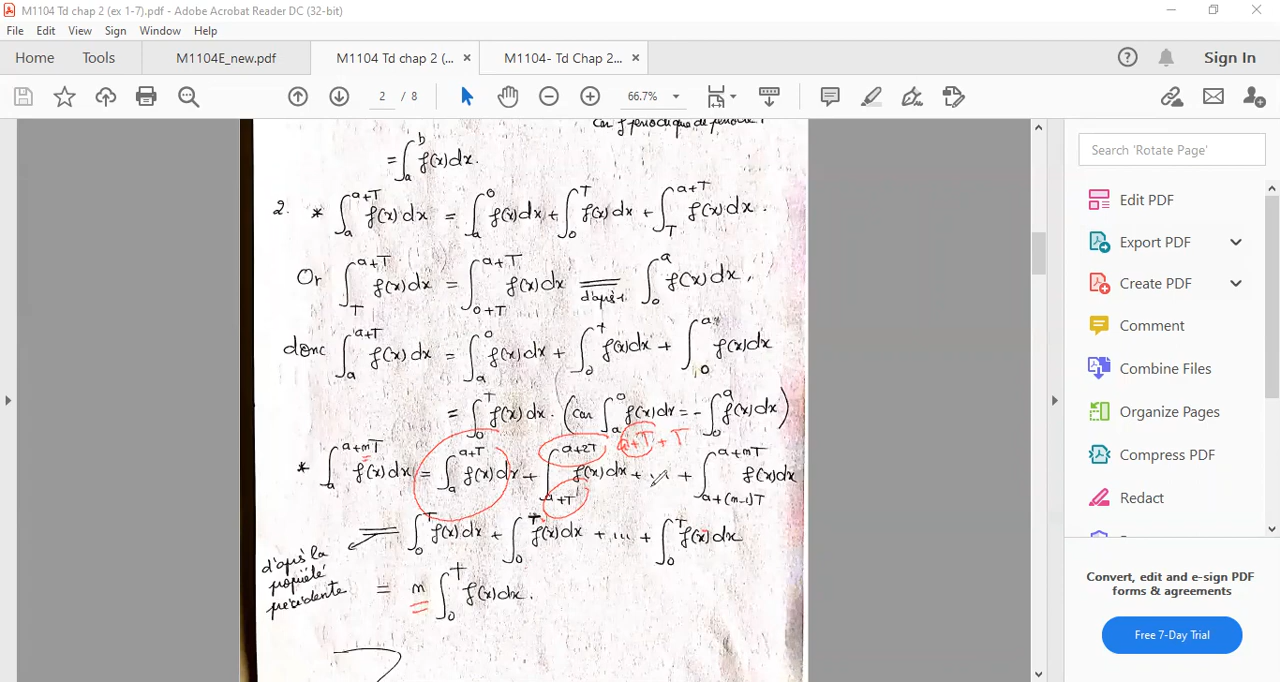 M1104 Td chap 2 (ex 1-7).pdf - Adobe Acrobat Reader DC (32-bit)
File Edit View Sign Window Help
Home Tools M1104E_new.pdf M1104 Td chap 2 (... × M1104- Td Chap 2... × Sign In
2 / 8 66.7%
car f périodique de période T
= ∫_a^b f(x)dx.
2. * ∫_a^{a+T} f(x)dx = ∫_a^0 f(x)dx + ∫_0^T f(x)dx + ∫_T^{a+T} f(x)dx.
Or ∫_T^{a+T} f(x)dx = ∫_{0+T}^{a+T} f(x)dx = d'après 1. ∫_0^a f(x)dx,
donc ∫_a^{a+T} f(x)dx = ∫_a^0 f(x)dx + ∫_0^T f(x)dx + ∫_0^a f(x)dx
= ∫_0^T f(x)dx. (car ∫_a^0 f(x)dx = - ∫_0^a f(x)dx)
a+T + T
* ∫_a^{a+mT} f(x)dx = ∫_a^{a+T} f(x)dx + ∫_{a+T}^{a+2T} f(x)dx + ... + ∫_{a+(m-1)T}^{a+mT} f(x)dx
= ∫_0^T f(x)dx + ∫_0^T f(x)dx + ... + ∫_0^T f(x)dx
d'après la
propriété
précédente
= m ∫_0^T f(x)dx.
Search 'Rotate Page'
Edit PDF
Export PDF
Create PDF
Comment
Combine Files
Organize Pages
Compress PDF
Redact
Convert, edit and e-sign PDF
forms & agreements
Free 7-Day Trial